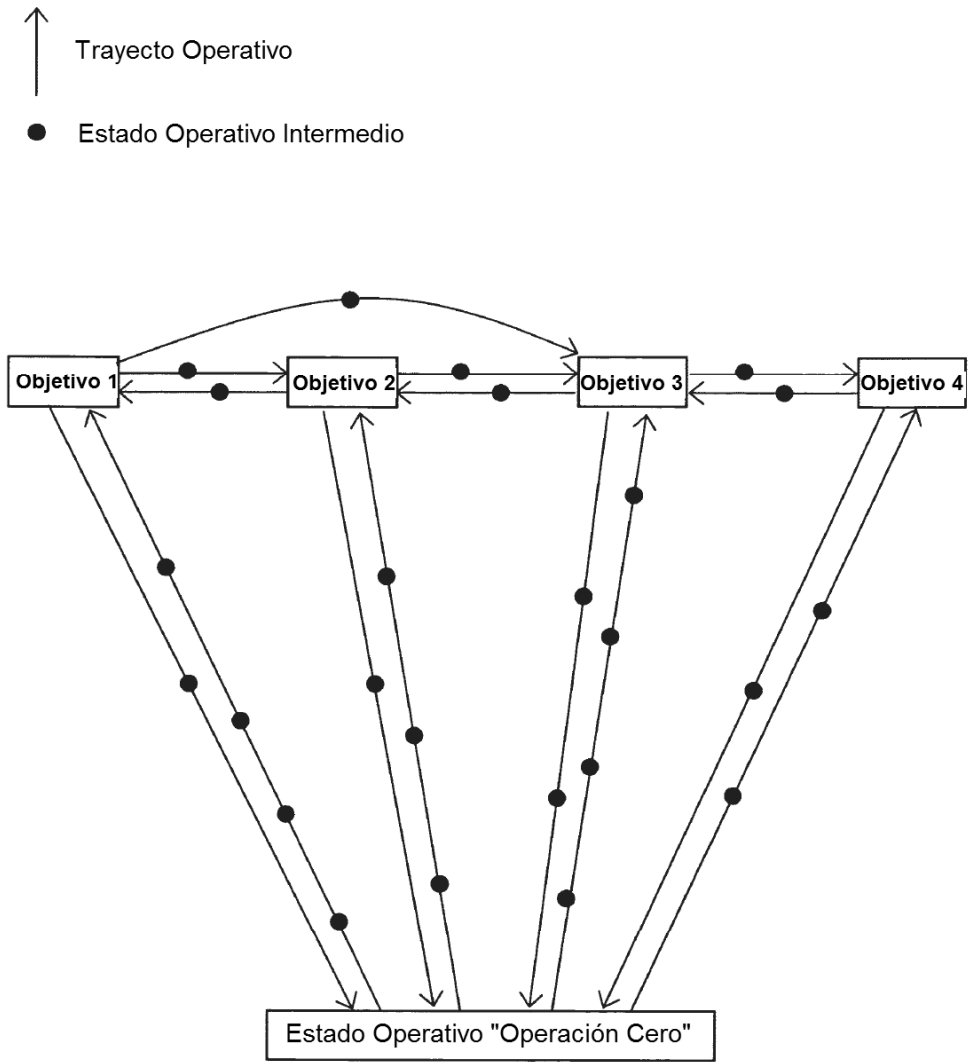 Trayecto Operativo
Estado Operativo Intermedio
Objetivo 1
Objetivo 2
Objetivo 3
Objetivo 4
Estado Operativo "Operación Cero"